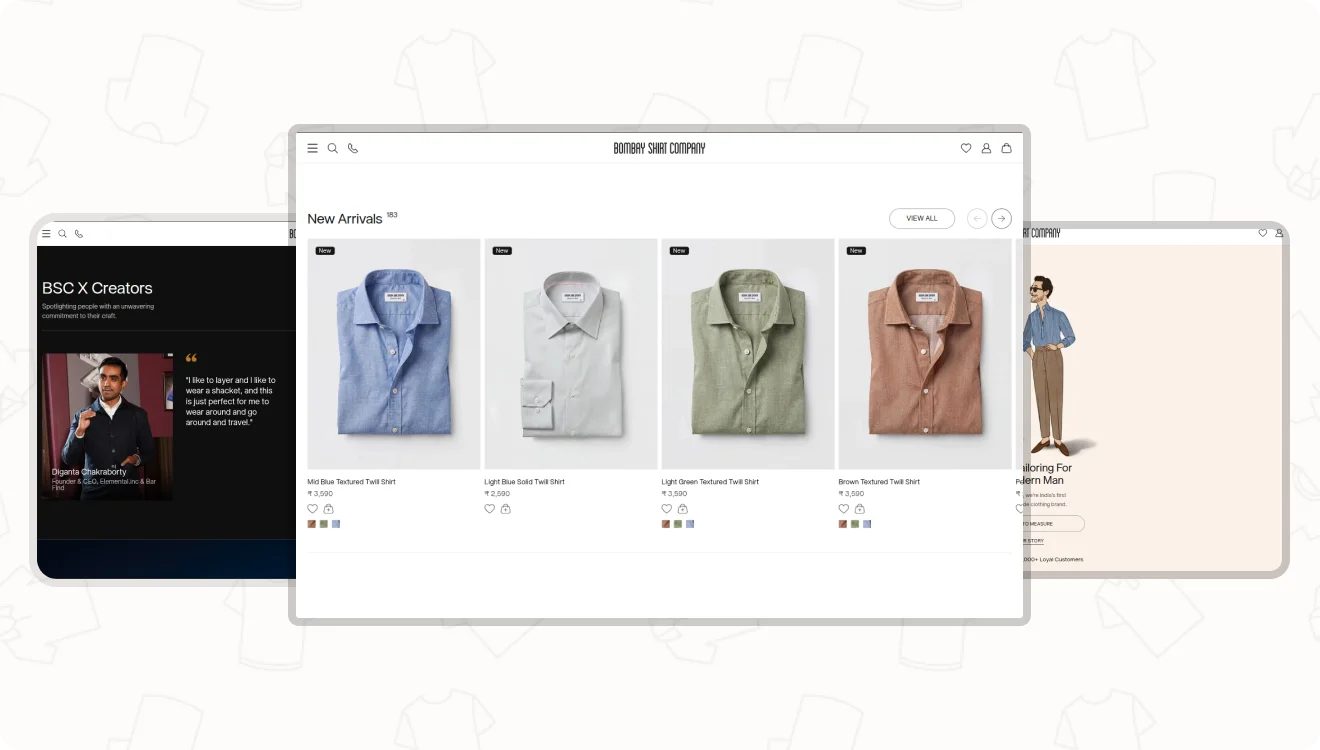 BSC X Creators
Spotlighting people with an unwavering
commitment to their craft.
"I like to layer and I like to
wear a shacket, and this
is just perfect for me to
wear around and go
around and travel."
Diganta Chakraborty
Founder & CEO, Elemental.inc & Bar
Find
BOMBAY SHIRT COMPANY
New Arrivals 183
VIEW ALL
New
New
New
New
Mid Blue Textured Twill Shirt
₹ 3,590
Light Blue Solid Twill Shirt
₹ 2,590
Light Green Textured Twill Shirt
₹ 3,590
Brown Textured Twill Shirt
₹ 3,590
₹
COMPANY
ailoring For
dern Man
, we're India's first
de clothing brand.
TO MEASURE
R STORY
000+ Loyal Customers